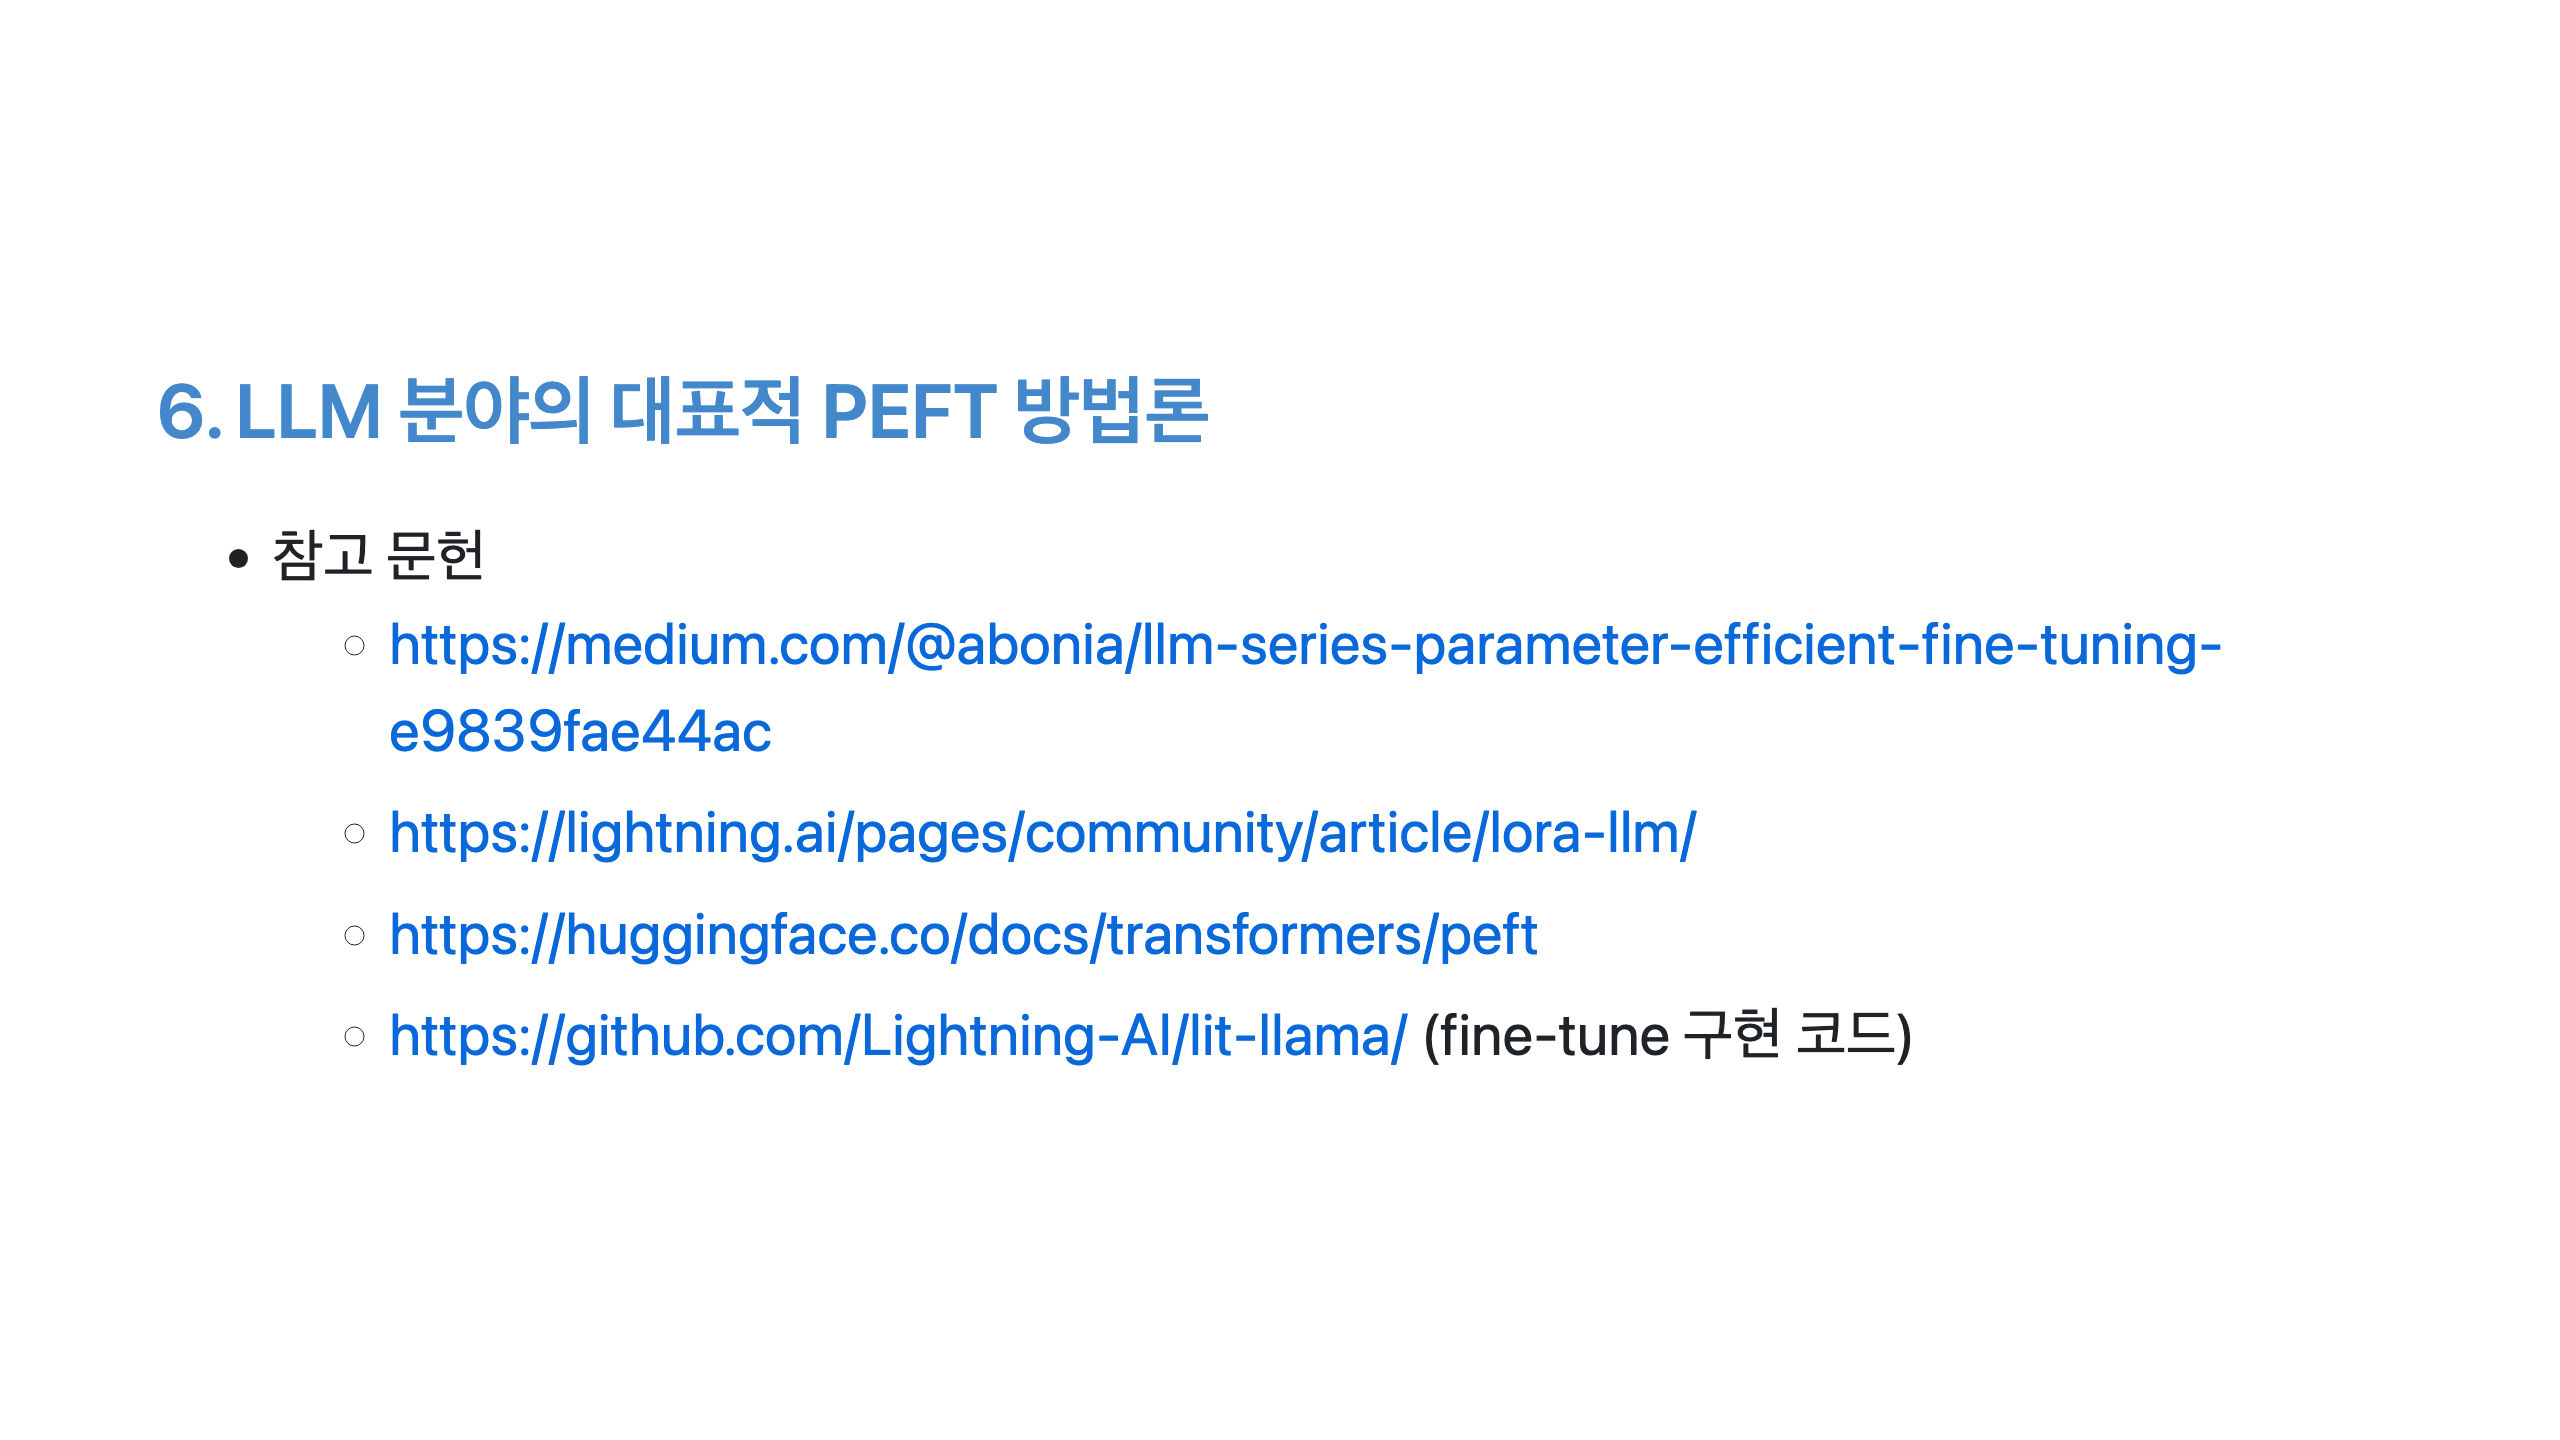 6. LLM 분야의 대표적 PEFT 방법론
• 참고 문헌
○ https://medium.com/@abonia/llm-series-parameter-efficient-fine-tuning-
e9839fae44ac
○ https://lightning.ai/pages/community/article/lora-llm/
○ https://huggingface.co/docs/transformers/peft
○ https://github.com/Lightning-AI/lit-llama/ (fine-tune 구현 코드)